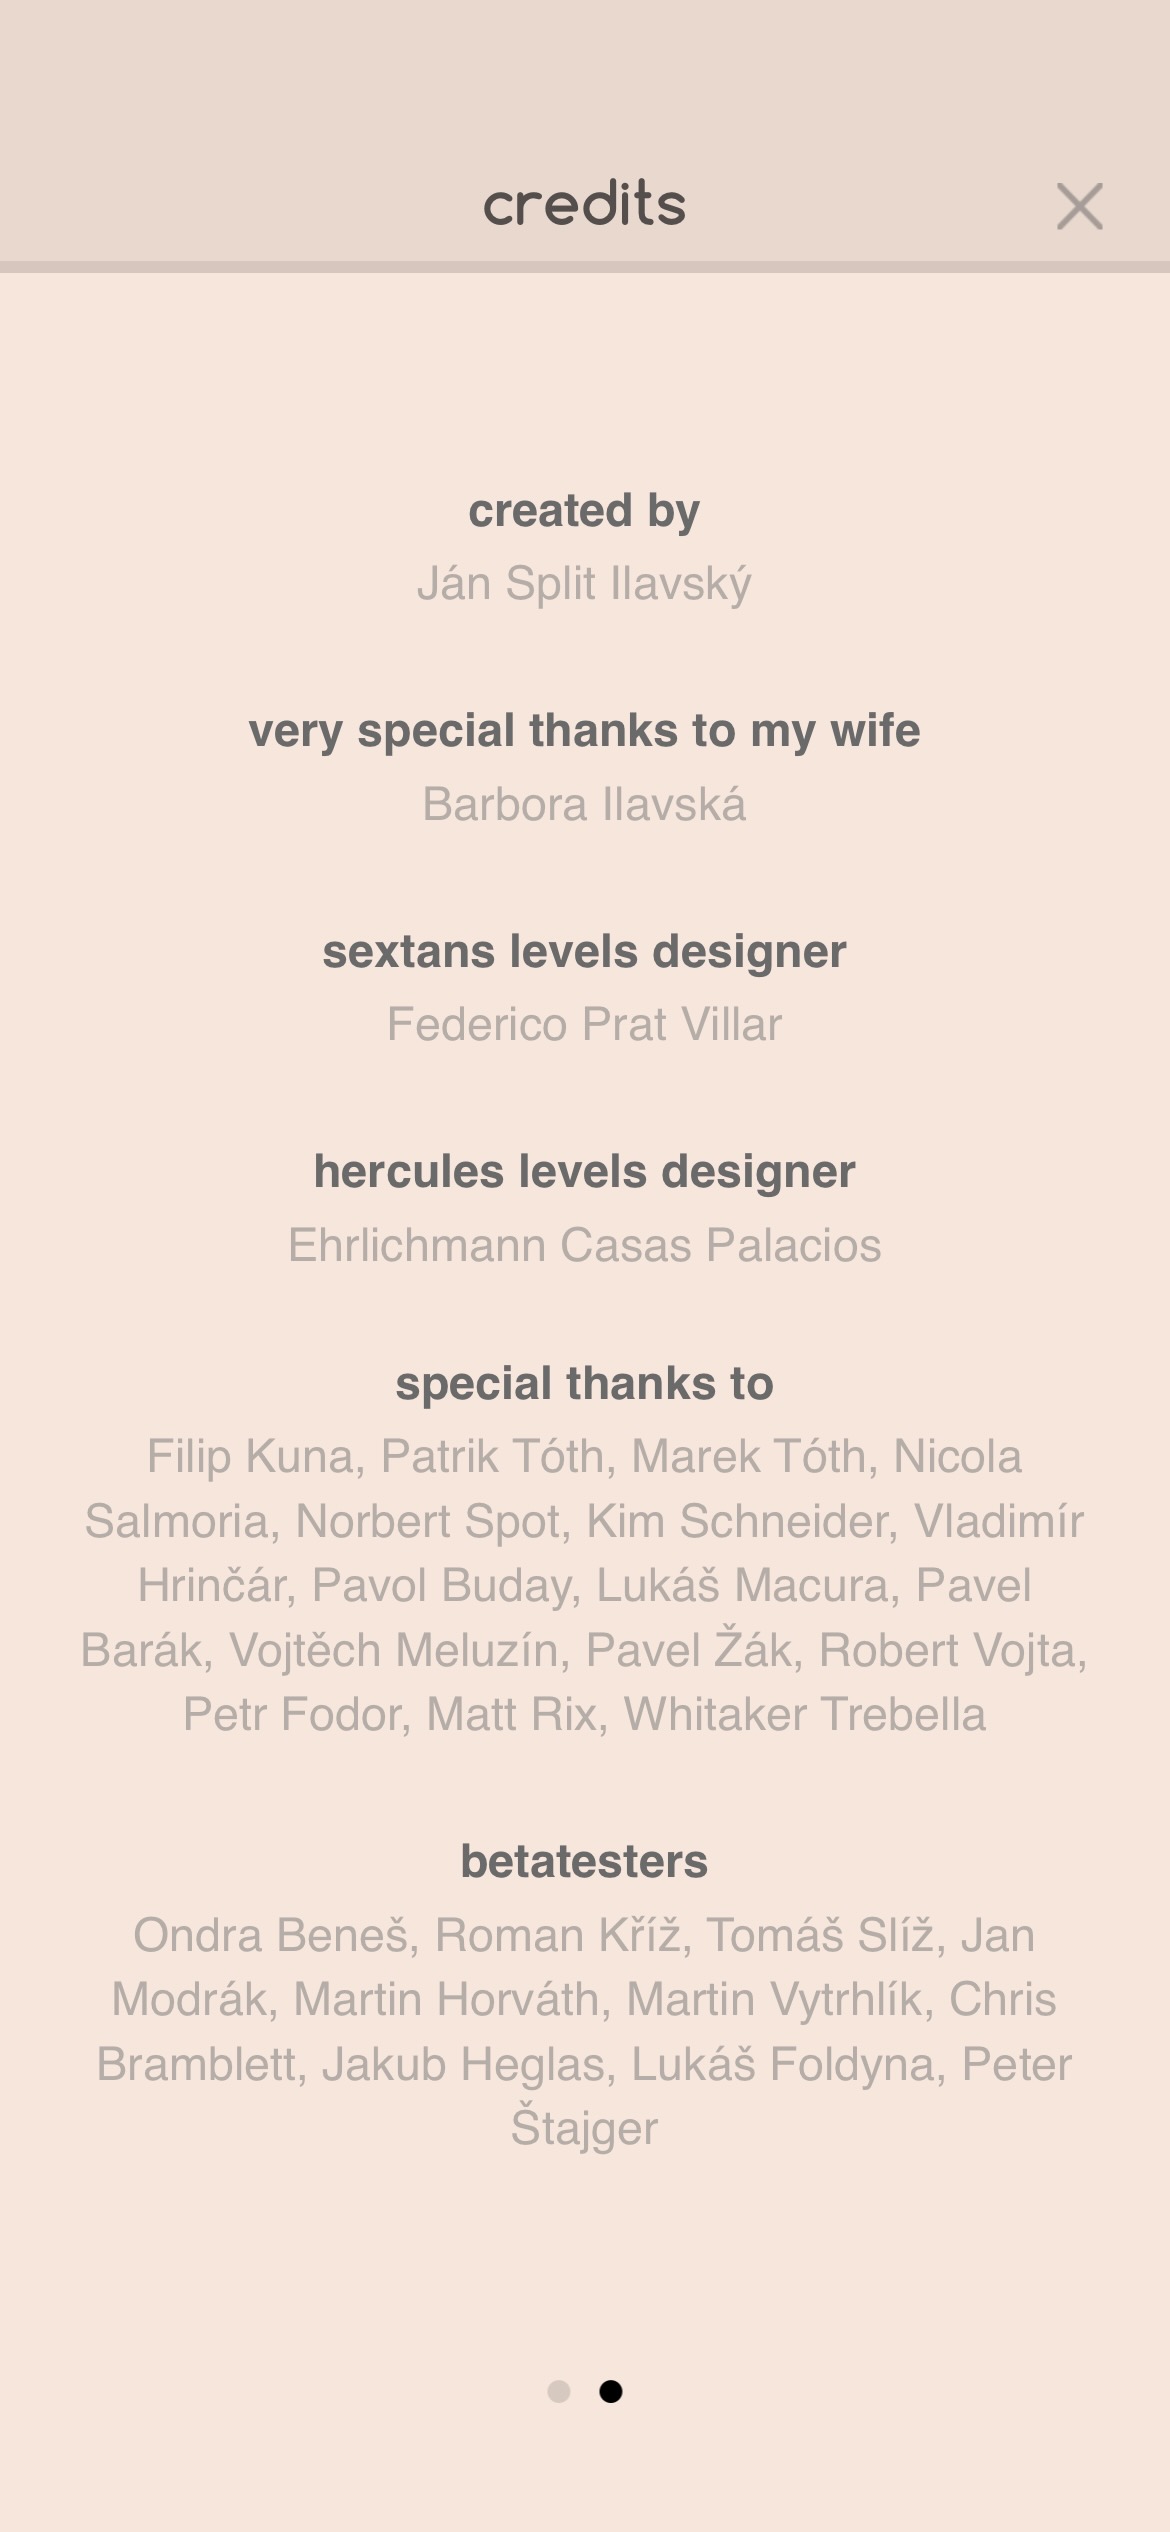 credits
created by
Ján Split Ilavský
very special thanks to my wife
Barbora Ilavská
sextans levels designer
Federico Prat Villar
hercules levels designer
Ehrlichmann Casas Palacios
special thanks to
Filip Kuna, Patrik Tóth, Marek Tóth, Nicola
Salmoria, Norbert Spot, Kim Schneider, Vladimír
Hrinčár, Pavol Buday, Lukáš Macura, Pavel
Barák, Vojtěch Meluzín, Pavel Žák, Robert Vojta,
Petr Fodor, Matt Rix, Whitaker Trebella
betatesters
Ondra Beneš, Roman Kříž, Tomáš Slíž, Jan
Modrák, Martin Horváth, Martin Vytrhlík, Chris
Bramblett, Jakub Heglas, Lukáš Foldyna, Peter
Štajger